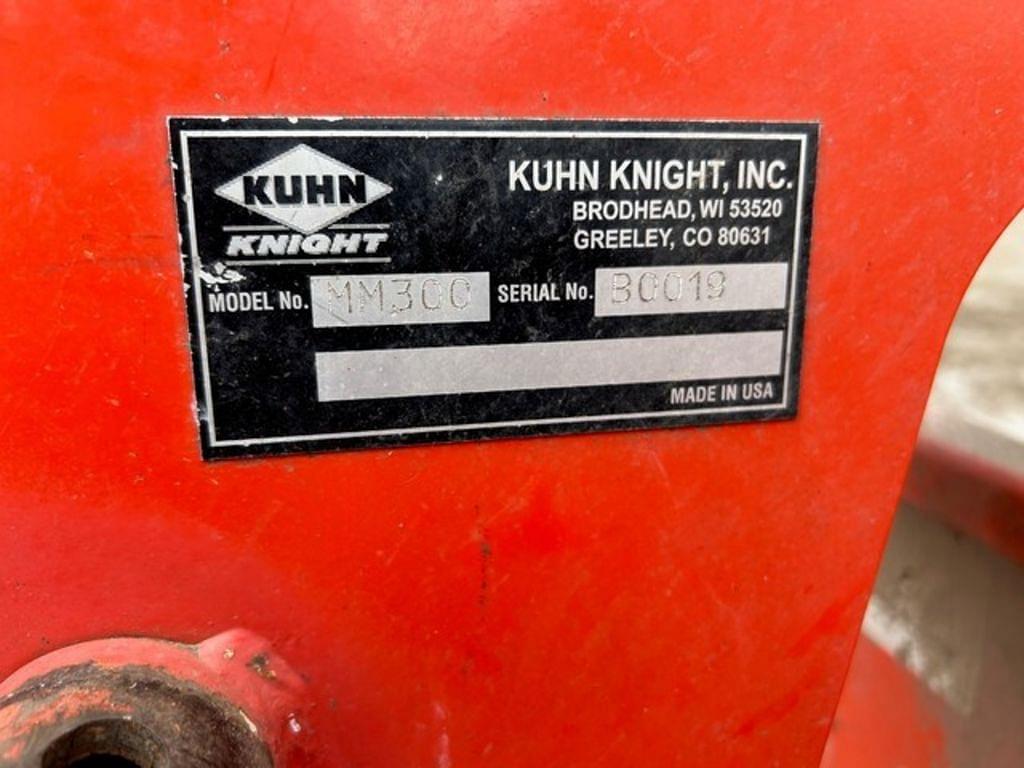 KUHN
KNIGHT
KUHN KNIGHT, INC.
BRODHEAD, WI 53520
GREELEY, CO 80631
MODEL No. MM300 SERIAL No. B0019
MADE IN USA